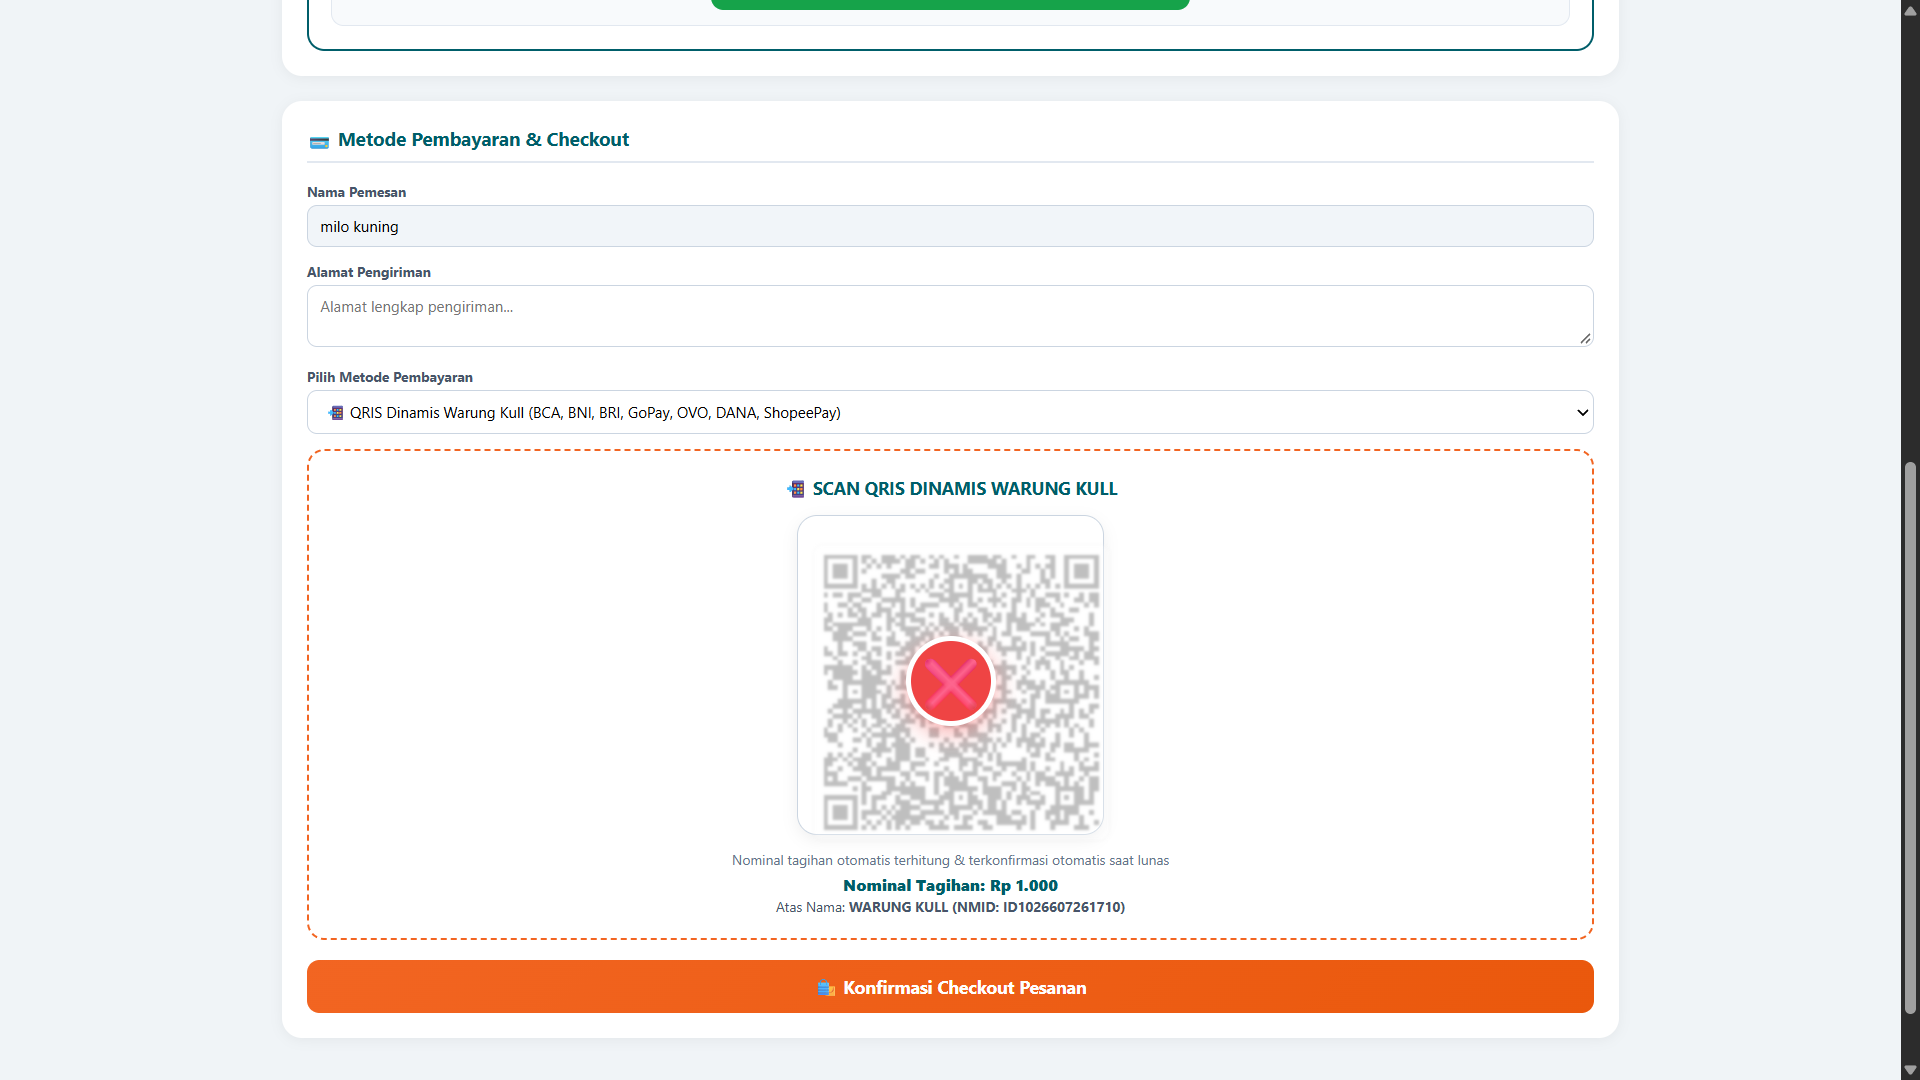 Metode Pembayaran & Checkout
Nama Pemesan
milo kuning
Alamat Pengiriman
Alamat lengkap pengiriman...
Pilih Metode Pembayaran
QRIS Dinamis Warung Kull (BCA, BNI, BRI, GoPay, OVO, DANA, ShopeePay)
SCAN QRIS DINAMIS WARUNG KULL
Nominal tagihan otomatis terhitung & terkonfirmasi otomatis saat lunas
Nominal Tagihan: Rp 1.000
Atas Nama: WARUNG KULL (NMID: ID1026607261710)
Konfirmasi Checkout Pesanan